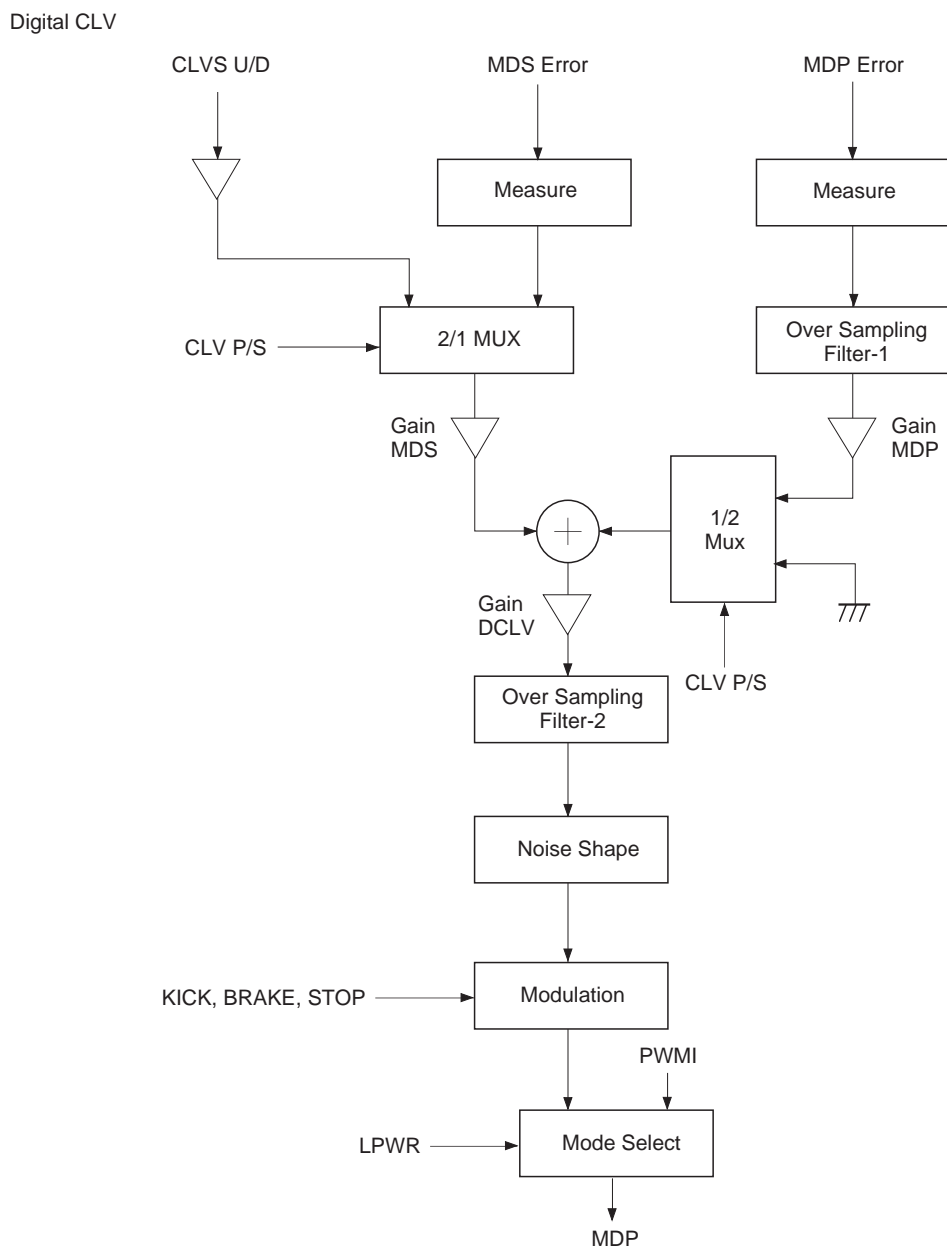 Digital CLV
CLVS U/D
MDS Error
MDP Error
Measure
Measure
CLV P/S
2/1 MUX
Over Sampling
Filter-1
Gain
MDS
Gain
MDP
1/2
Mux
Gain
DCLV
CLV P/S
Over Sampling
Filter-2
Noise Shape
KICK, BRAKE, STOP
Modulation
PWMI
LPWR
Mode Select
MDP